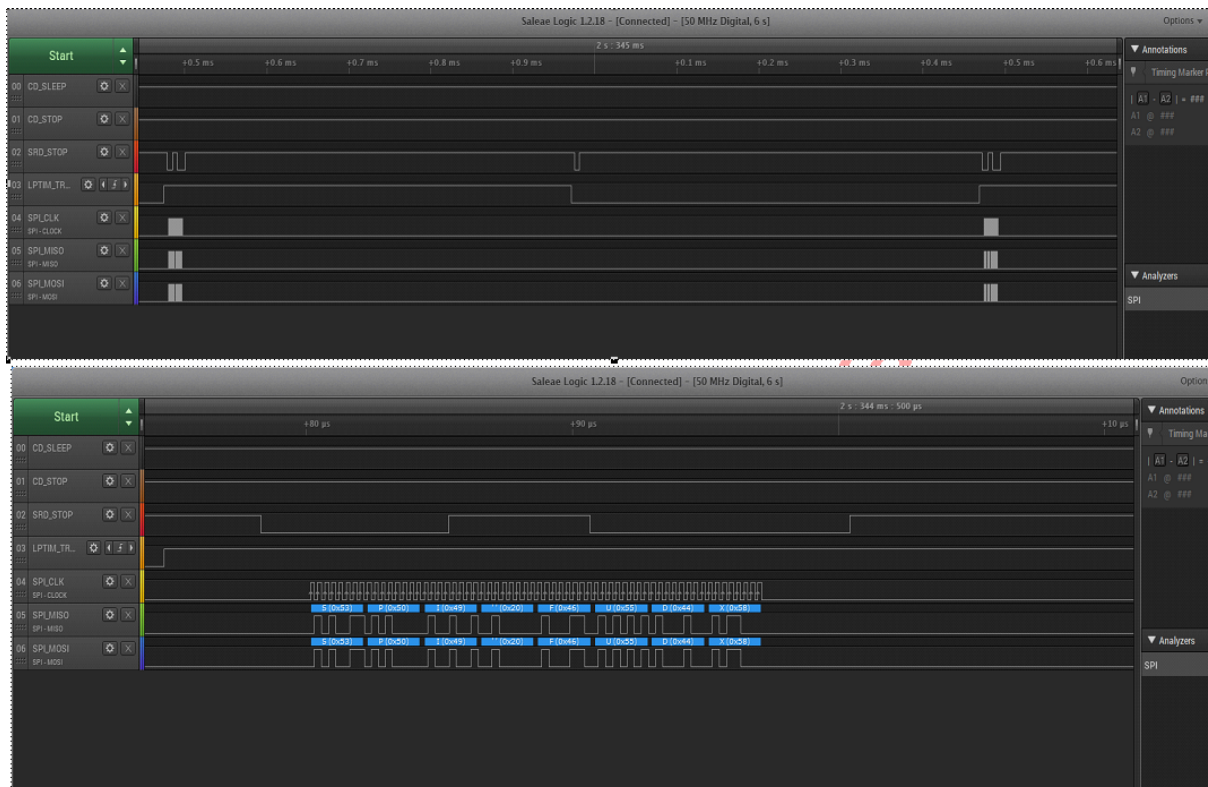 Saleae Logic 1.2.18 - [Connected] - [50 MHz Digital, 6 s]
Options
Start
2 s : 345 ms
+0.5 ms +0.6 ms +0.7 ms +0.8 ms +0.9 ms +0.1 ms +0.2 ms +0.3 ms +0.4 ms +0.5 ms +0.6 ms
Annotations
Timing Marker P
| A1 - A2 | = ###
A1 @ ###
A2 @ ###
00 CD_SLEEP
01 CD_STOP
02 SRD_STOP
03 LPTIM_TR...
04 SPI_CLK
SPI - CLOCK
05 SPI_MISO
SPI - MISO
06 SPI_MOSI
SPI - MOSI
Analyzers
SPI
Saleae Logic 1.2.18 - [Connected] - [50 MHz Digital, 6 s]
Option
Start
2 s : 344 ms : 500 µs
+80 µs +90 µs +10 µs
Annotations
Timing Ma
| A1 - A2 | =
A1 @ ###
A2 @ ###
00 CD_SLEEP
01 CD_STOP
02 SRD_STOP
03 LPTIM_TR...
04 SPI_CLK
SPI - CLOCK
S (0x53) P (0x50) I (0x49) ' ' (0x20) F (0x46) U (0x55) D (0x44) X (0x58)
05 SPI_MISO
SPI - MISO
S (0x53) P (0x50) I (0x49) ' ' (0x20) F (0x46) U (0x55) D (0x44) X (0x58)
06 SPI_MOSI
SPI - MOSI
Analyzers
SPI